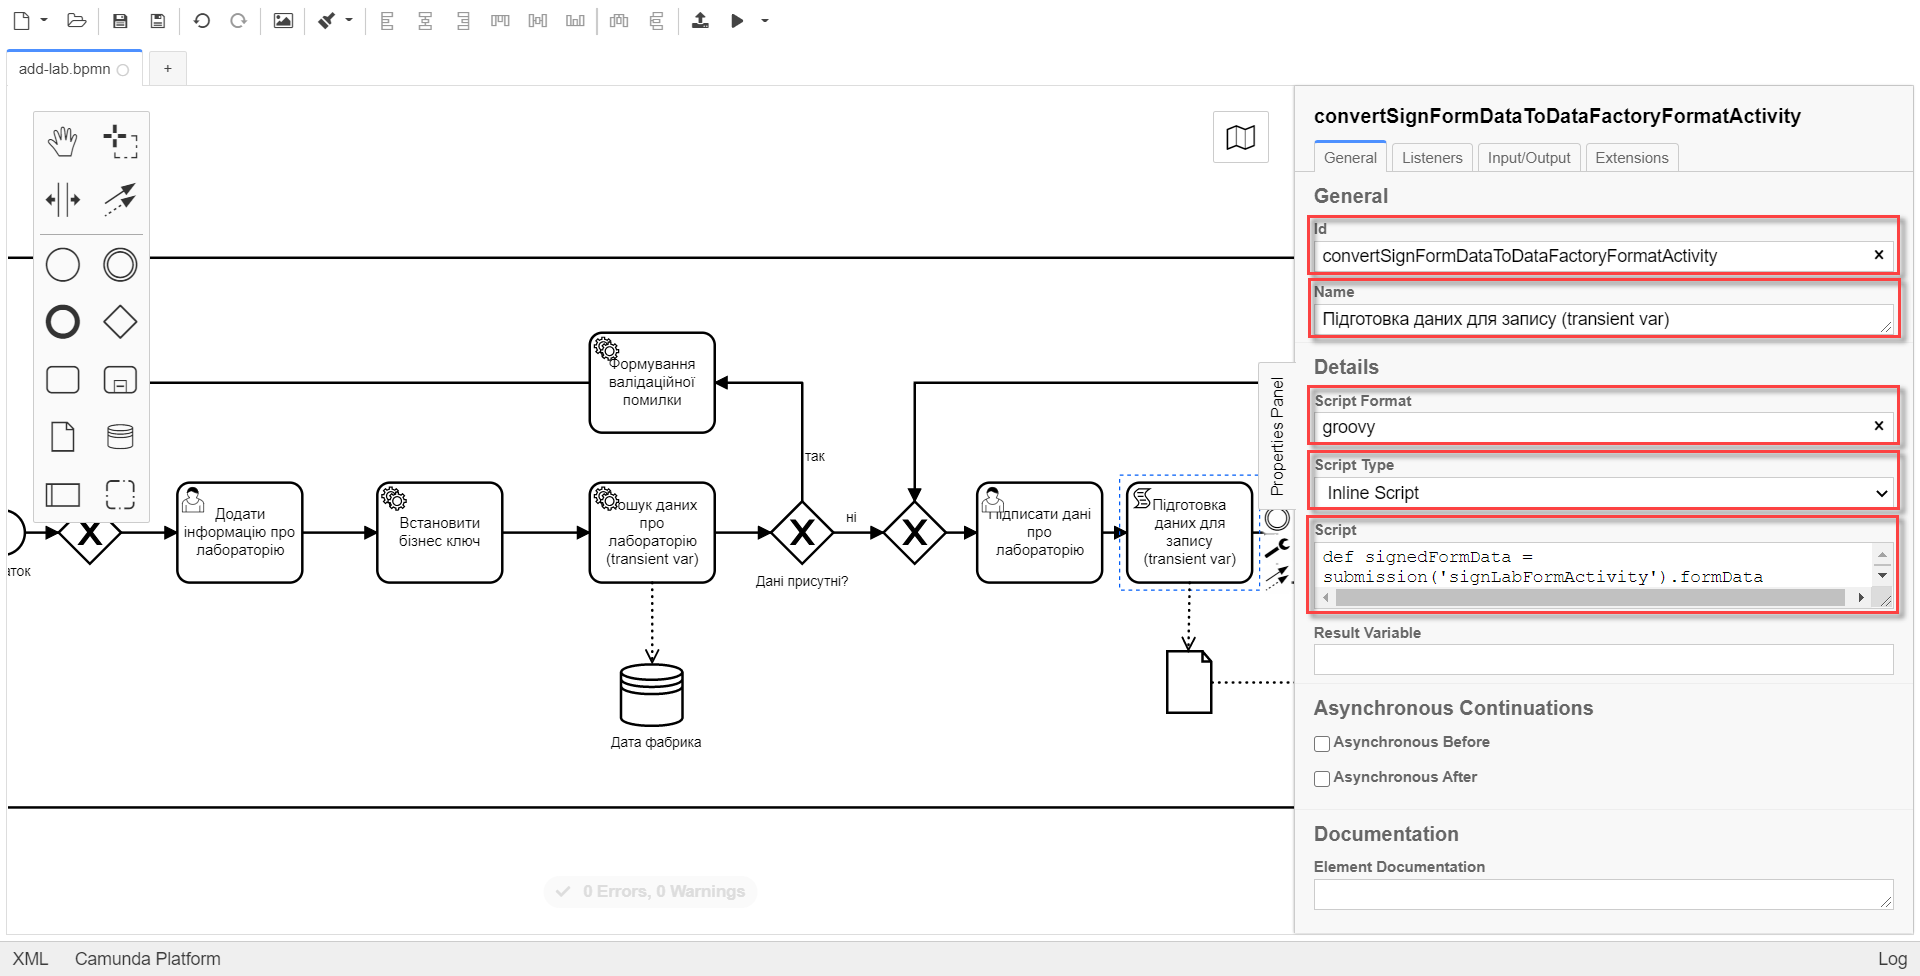 add-lab.bpmn
+
Формування
валідаційної
помилки
так
Додати
інформацію про
лабораторію
Встановити
бізнес ключ
про
лабораторію
(transient var)
ошук даних
ні
Дані присутні?
ідписати дані
про
лабораторію
Підготовка
даних для
запису
(transient var)
аток
Дата фабрика
0 Errors, 0 Warnings
Properties Panel
convertSignFormDataToDataFactoryFormatActivity
General
Listeners
Input/Output
Extensions
General
Id
convertSignFormDataToDataFactoryFormatActivity
Name
Підготовка даних для запису (transient var)
Details
Script Format
groovy
Script Type
Inline Script
Script
def signedFormData =
submission('signLabFormActivity').formData
Result Variable
Asynchronous Continuations
Asynchronous Before
Asynchronous After
Documentation
Element Documentation
XML
Camunda Platform
Log